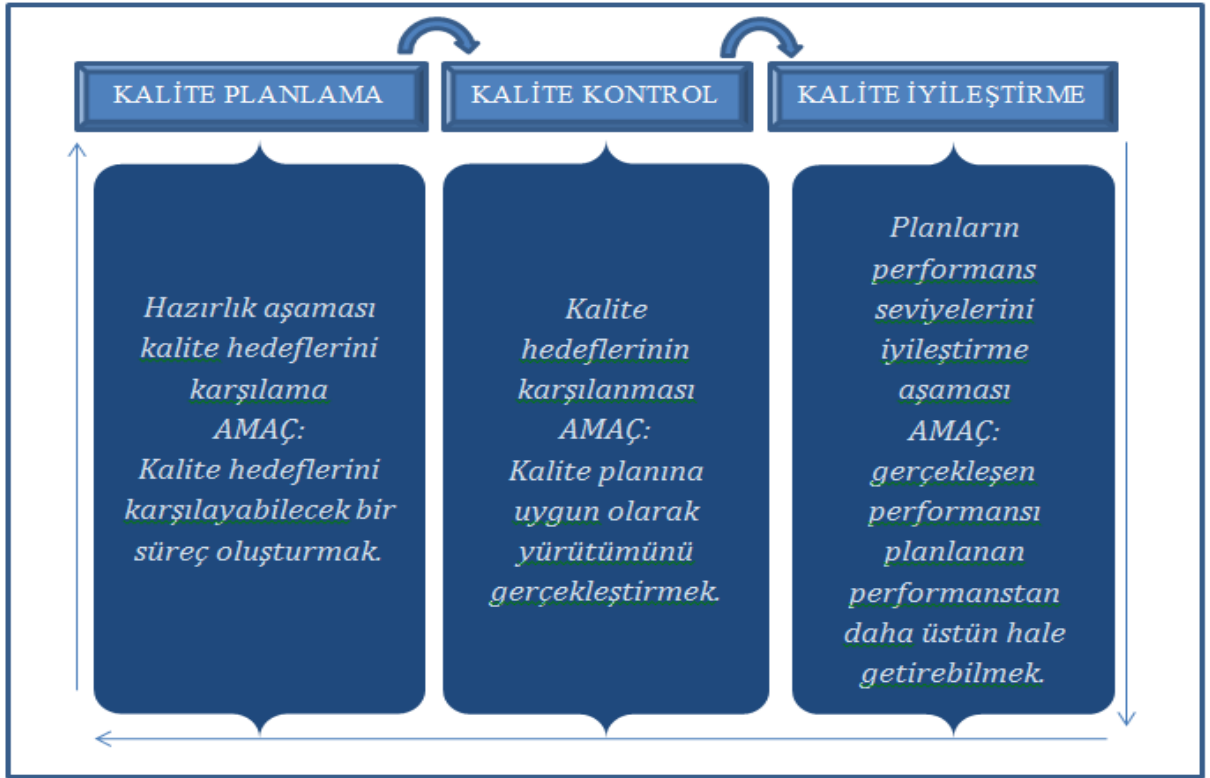 KALİTE PLANLAMA
KALİTE KONTROL
KALİTE İYİLEŞTİRME
Hazırlık aşaması
kalite hedeflerini
karşılama
AMAÇ:
Kalite hedeflerini
karşılayabilecek bir
süreç oluşturmak.
Kalite
hedeflerinin
karşılanması
AMAÇ:
Kalite planına
uygun olarak
yürütümünü
gerçekleştirmek.
Planların
performans
seviyelerini
iyileştirme
aşaması
AMAÇ:
gerçekleşen
performansı
planlanan
performanstan
daha üstün hale
getirebilmek.